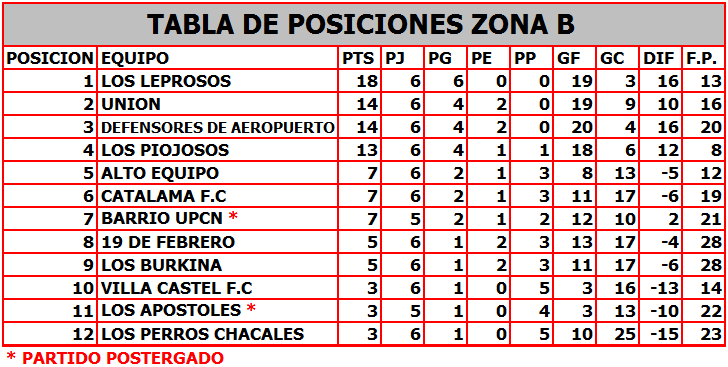 TABLA DE POSICIONES ZONA B
POSICION EQUIPO PTS PJ PG PE PP GF GC DIF F.P.
1 LOS LEPROSOS 18 6 6 0 0 19 3 16 13
2 UNION 14 6 4 2 0 19 9 10 16
3 DEFENSORES DE AEROPUERTO 14 6 4 2 0 20 4 16 20
4 LOS PIOJOSOS 13 6 4 1 1 18 6 12 8
5 ALTO EQUIPO 7 6 2 1 3 8 13 -5 12
6 CATALAMA F.C 7 6 2 1 3 11 17 -6 19
7 BARRIO UPCN * 7 5 2 1 2 12 10 2 21
8 19 DE FEBRERO 5 6 1 2 3 13 17 -4 28
9 LOS BURKINA 5 6 1 2 3 11 17 -6 28
10 VILLA CASTEL F.C 3 6 1 0 5 3 16 -13 14
11 LOS APOSTOLES * 3 5 1 0 4 3 13 -10 22
12 LOS PERROS CHACALES 3 6 1 0 5 10 25 -15 23
* PARTIDO POSTERGADO